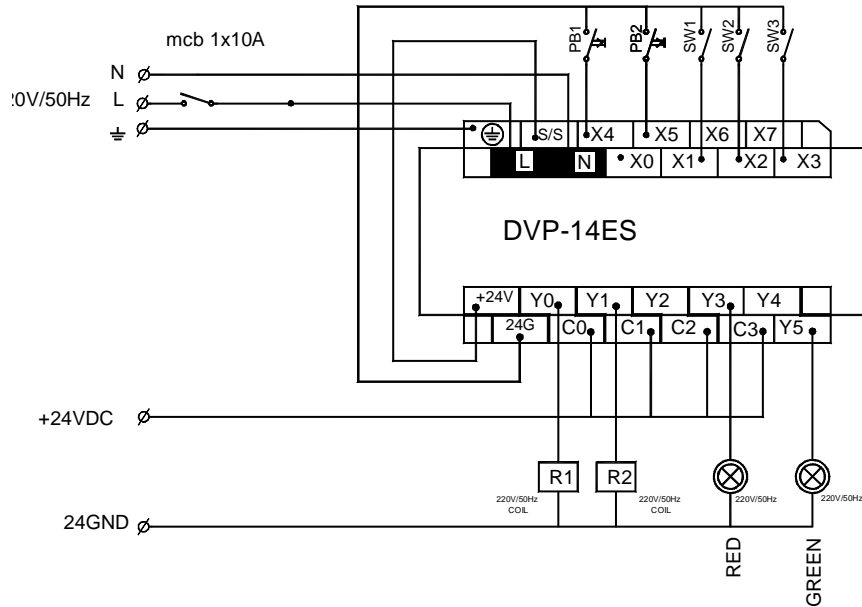 mcb 1x10A
PB1
PB2
SW1
SW2
SW3
N
20V/50Hz L
S/S X4 X5 X6 X7
L N X0 X1 X2 X3
DVP-14ES
+24V Y0 Y1 Y2 Y3 Y4
24G C0 C1 C2 C3 Y5
+24VDC
R1 R2
220V/50Hz
COIL
220V/50Hz
COIL
220V/50Hz
220V/50Hz
24GND
RED
GREEN